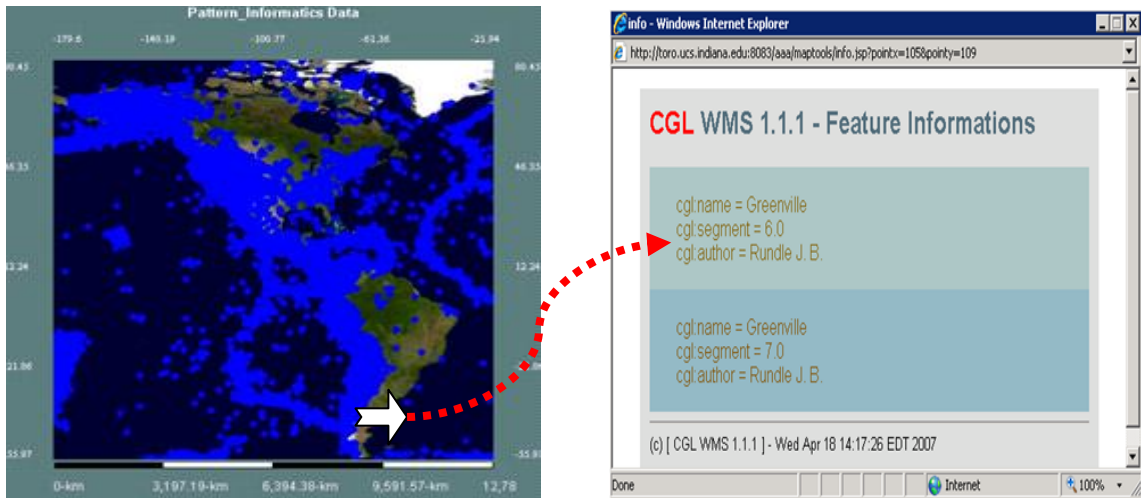 Pattern_Informatics Data
-179.6 -140.19 -100.77 -61.36 -21.94
80.45 80.45
46.35 46.35
12.24 12.24
-21.86 -21.86
-55.97 -55.97
0-km 3,197.19-km 6,394.38-km 9,591.57-km 12,78
info - Windows Internet Explorer
http://toro.ucs.indiana.edu:8083/aaa/maptools/info.jsp?pointx=105&pointy=109
CGL WMS 1.1.1 - Feature Informations
cgl:name = Greenville
cgl:segment = 6.0
cgl:author = Rundle J. B.
cgl:name = Greenville
cgl:segment = 7.0
cgl:author = Rundle J. B.
(c) [ CGL WMS 1.1.1 ] - Wed Apr 18 14:17:26 EDT 2007
Done Internet 100%